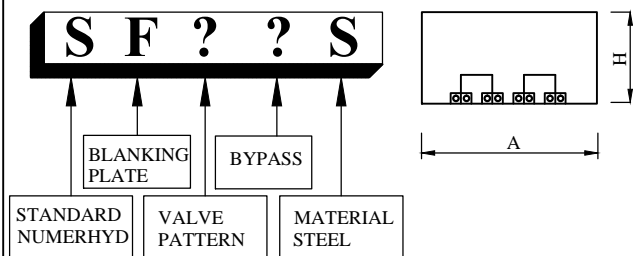 S F ? ? S
H
A
BLANKING
PLATE
BYPASS
STANDARD
NUMERHYD
VALVE
PATTERN
MATERIAL
STEEL